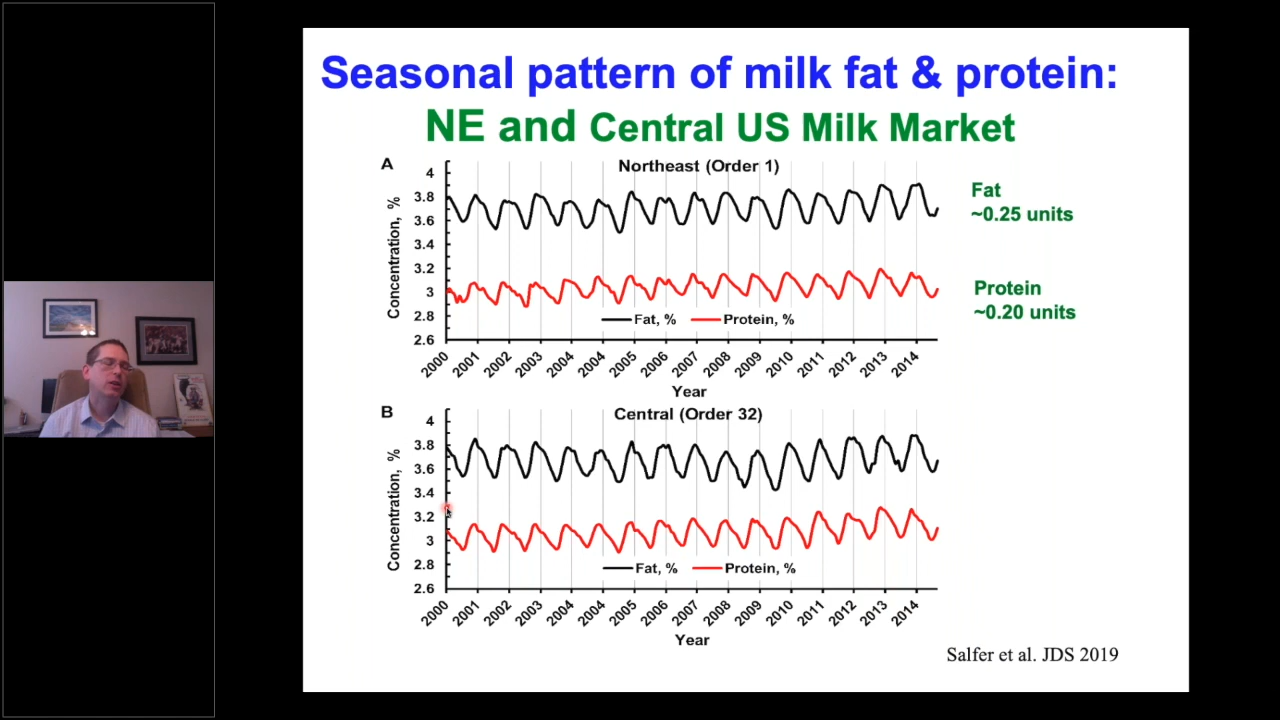 Seasonal pattern of milk fat & protein:
NE and Central US Milk Market
A
Northeast (Order 1)
Concentration, %
4
3.8
3.6
3.4
3.2
3
2.8
2.6
Fat, %
Protein, %
2000
2001
2002
2003
2004
2004
2005
2006
2007
2008
2009
2010
2011
2012
2013
2014
Year
Fat
~0.25 units
Protein
~0.20 units
B
Central (Order 32)
Concentration, %
4
3.8
3.6
3.4
3.2
3
2.8
2.6
Fat, %
Protein, %
2000
2001
2002
2003
2004
2004
2005
2006
2007
2008
2009
2010
2011
2012
2013
2014
Year
Salfer et al. JDS 2019